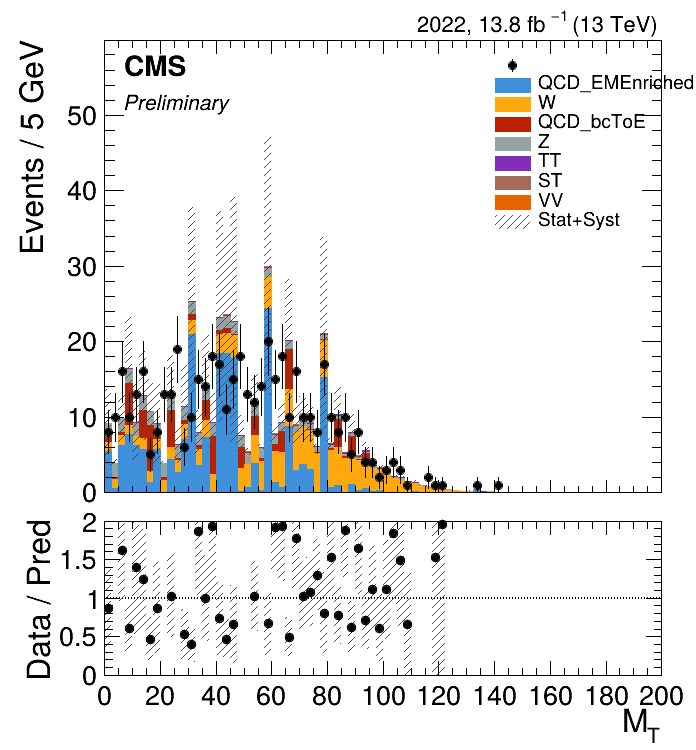 2022, 13.8 fb⁻¹ (13 TeV)
CMS
Preliminary
QCD_EMEnriched
W
QCD_bcToE
Z
TT
ST
VV
Stat+Syst
Events / 5 GeV
50
40
30
20
10
0
Data / Pred
2
1.5
1
0.5
0
0 20 40 60 80 100 120 140 160 180 200
M_T